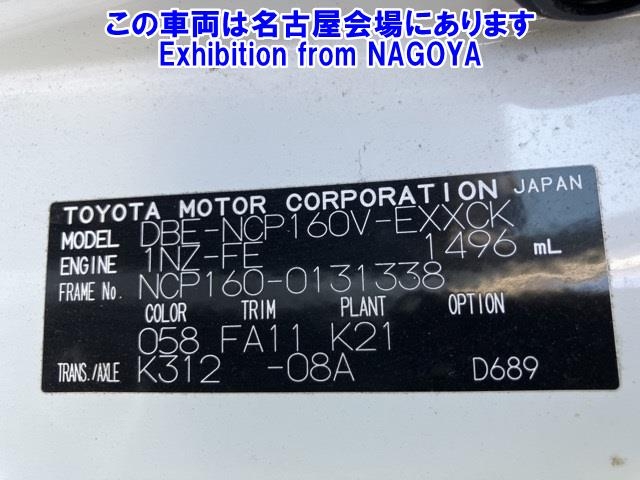 この車両は名古屋会場にあります
Exhibition from NAGOYA
TOYOTA MOTOR CORPORATION JAPAN
MODEL DBE-NCP160V-EXXCK
ENGINE 1NZ-FE 1496 mL
FRAME No. NCP160-0131338
COLOR TRIM PLANT OPTION
058 FA11 K21
TRANS./AXLE K312 -08A D689